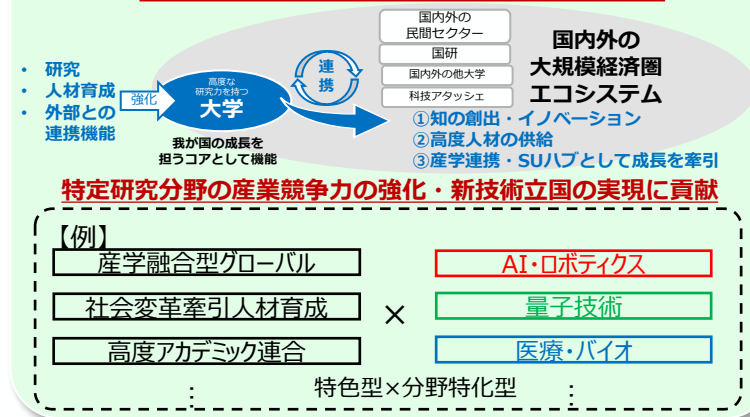 ・ 研究
・ 人材育成
・ 外部との
連携機能
強化
高度な
研究力を持つ
大学
我が国の成長を
担うコアとして機能
連
携
国内外の
民間セクター
国研
国内外の他大学
科技アタッシェ
国内外の
大規模経済圏
エコシステム
①知の創出・イノベーション
②高度人材の供給
③産学連携・SUハブとして成長を牽引
特定研究分野の産業競争力の強化・新技術立国の実現に貢献
【例】
産学融合型グローバル
社会変革牽引人材育成
高度アカデミック連合
×
AI・ロボティクス
量子技術
医療・バイオ
⋮ 特色型×分野特化型 ⋮